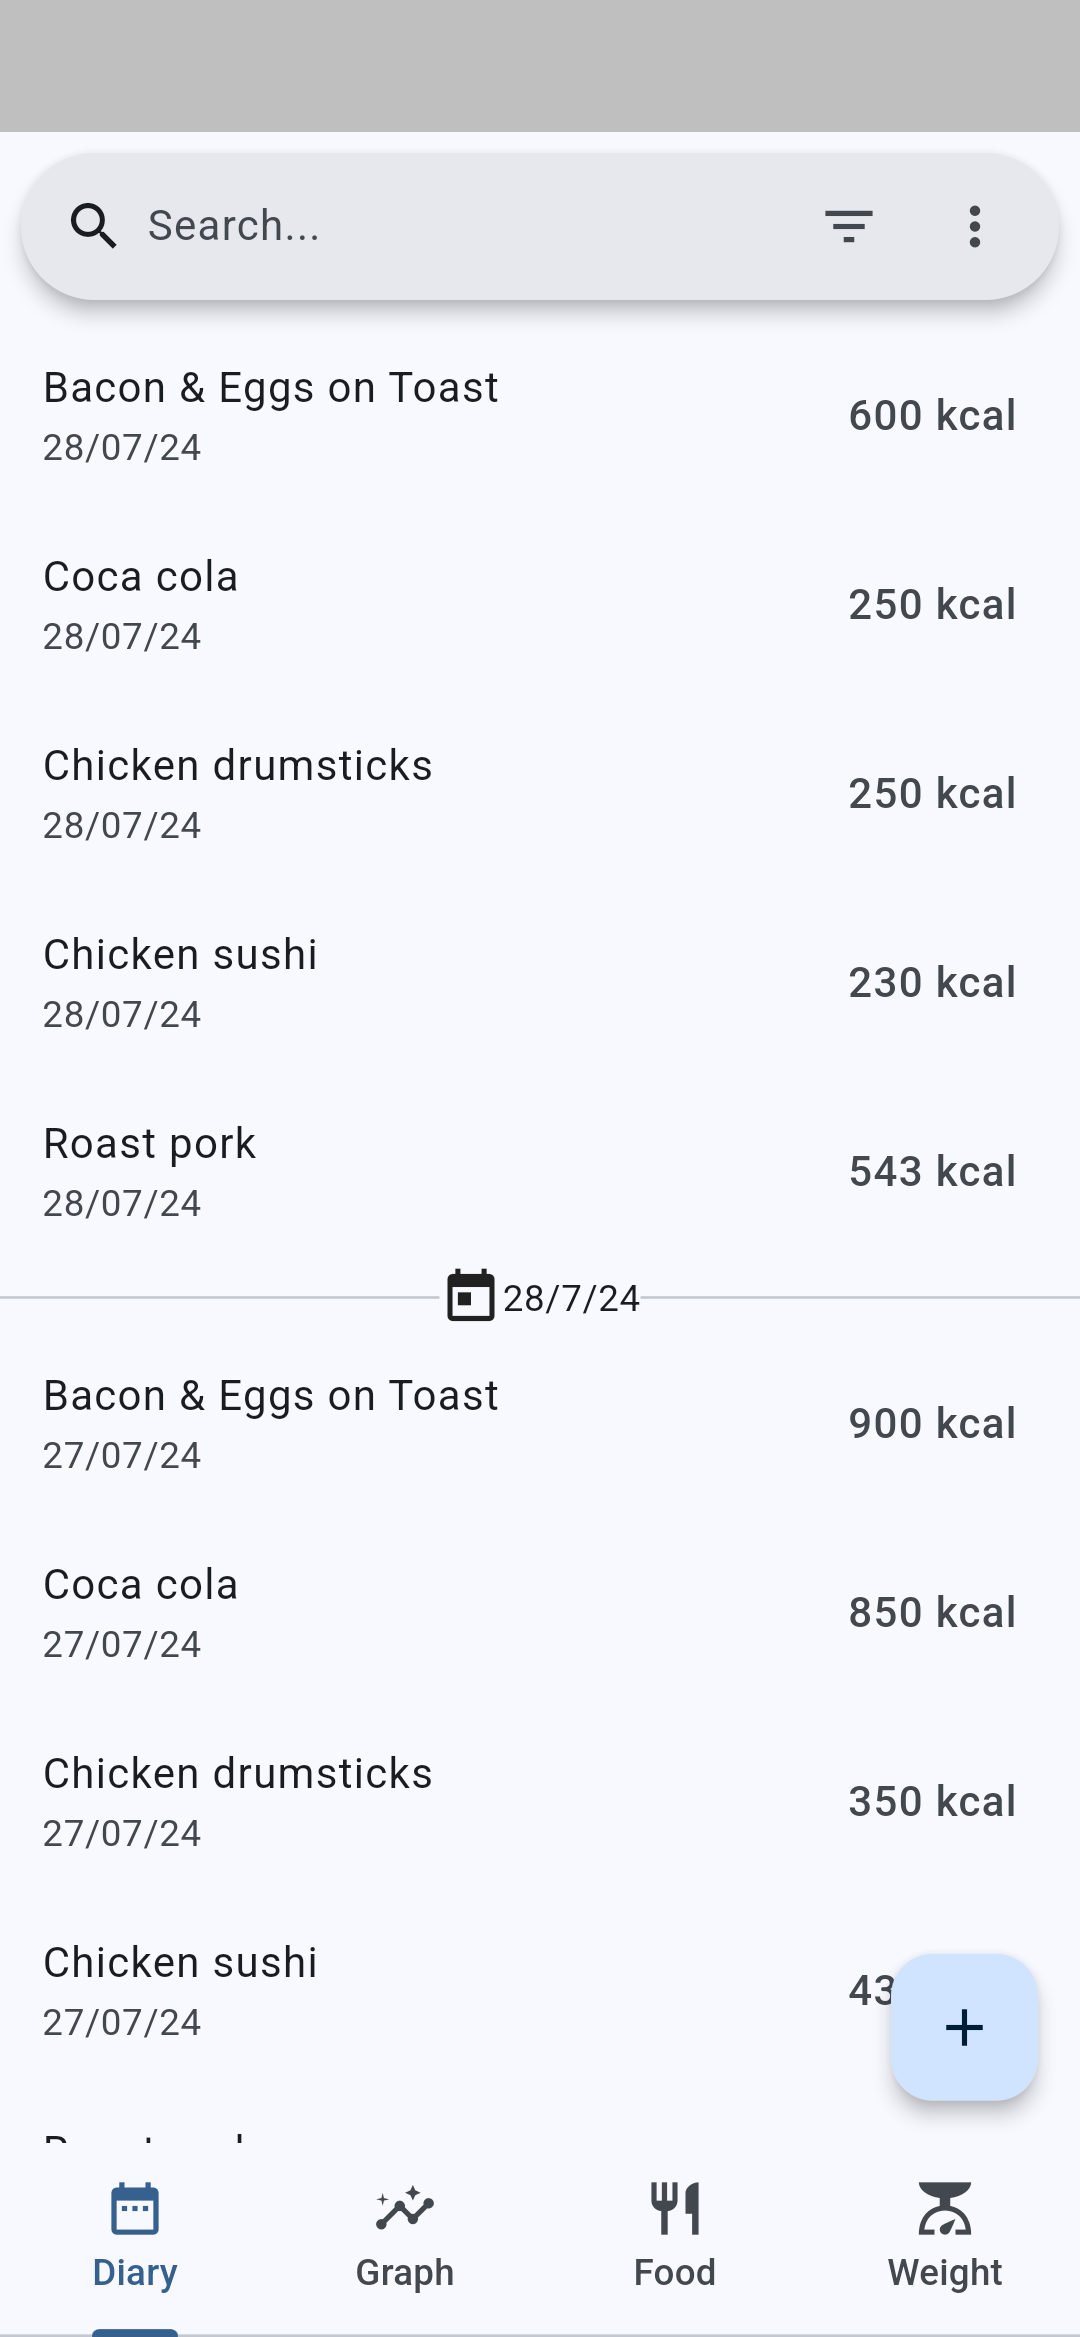 Search...
Bacon & Eggs on Toast
600 kcal
28/07/24
Coca cola
250 kcal
28/07/24
Chicken drumsticks
250 kcal
28/07/24
Chicken sushi
230 kcal
28/07/24
Roast pork
543 kcal
28/07/24
28/7/24
Bacon & Eggs on Toast
900 kcal
27/07/24
Coca cola
850 kcal
27/07/24
Chicken drumsticks
350 kcal
27/07/24
Chicken sushi
27/07/24
Diary
Graph
Food
Weight